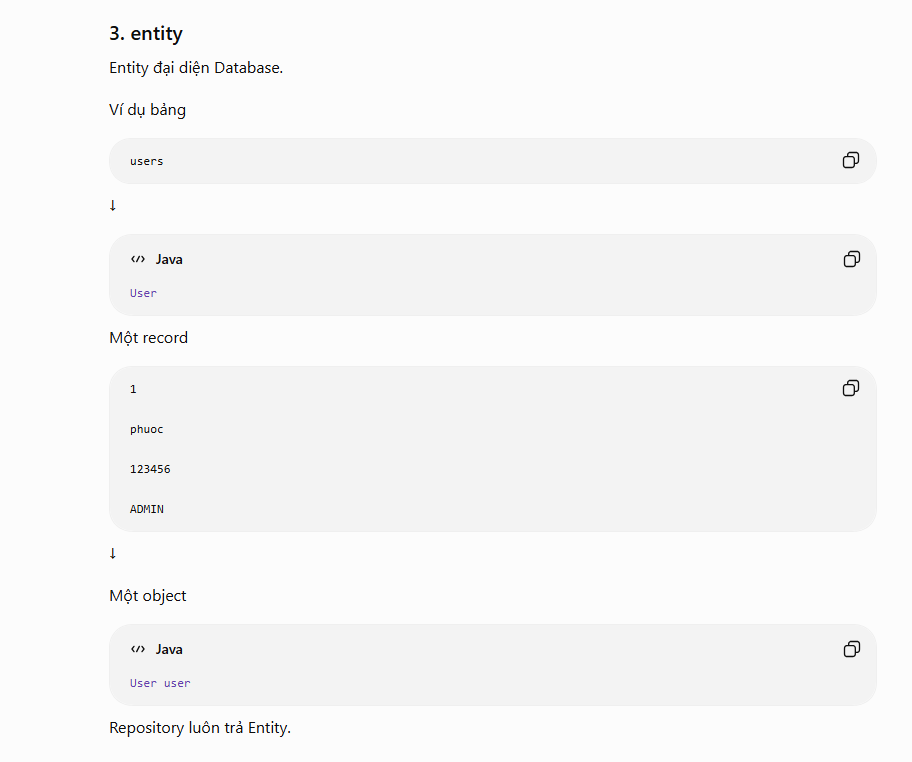 3. entity
Entity đại diện Database.
Ví dụ bảng
users
↓
Java
User
Một record
1
phuoc
123456
ADMIN
↓
Một object
Java
User user
Repository luôn trả Entity.